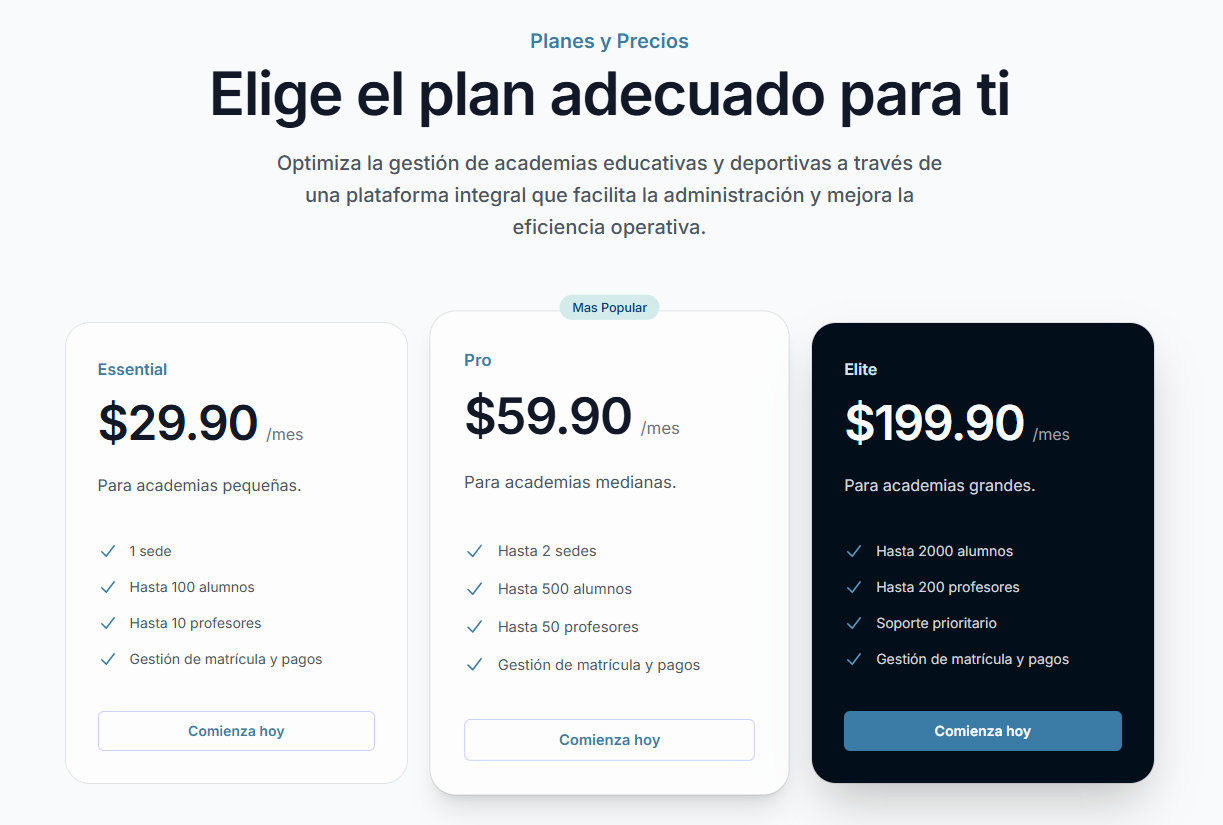 Planes y Precios
Elige el plan adecuado para ti
Optimiza la gestión de academias educativas y deportivas a través de
una plataforma integral que facilita la administración y mejora la
eficiencia operativa.
Essential
$29.90 /mes
Para academias pequeñas.
1 sede
Hasta 100 alumnos
Hasta 10 profesores
Gestión de matrícula y pagos
Comienza hoy
Mas Popular
Pro
$59.90 /mes
Para academias medianas.
Hasta 2 sedes
Hasta 500 alumnos
Hasta 50 profesores
Gestión de matrícula y pagos
Comienza hoy
Elite
$199.90 /mes
Para academias grandes.
Hasta 2000 alumnos
Hasta 200 profesores
Soporte prioritario
Gestión de matrícula y pagos
Comienza hoy